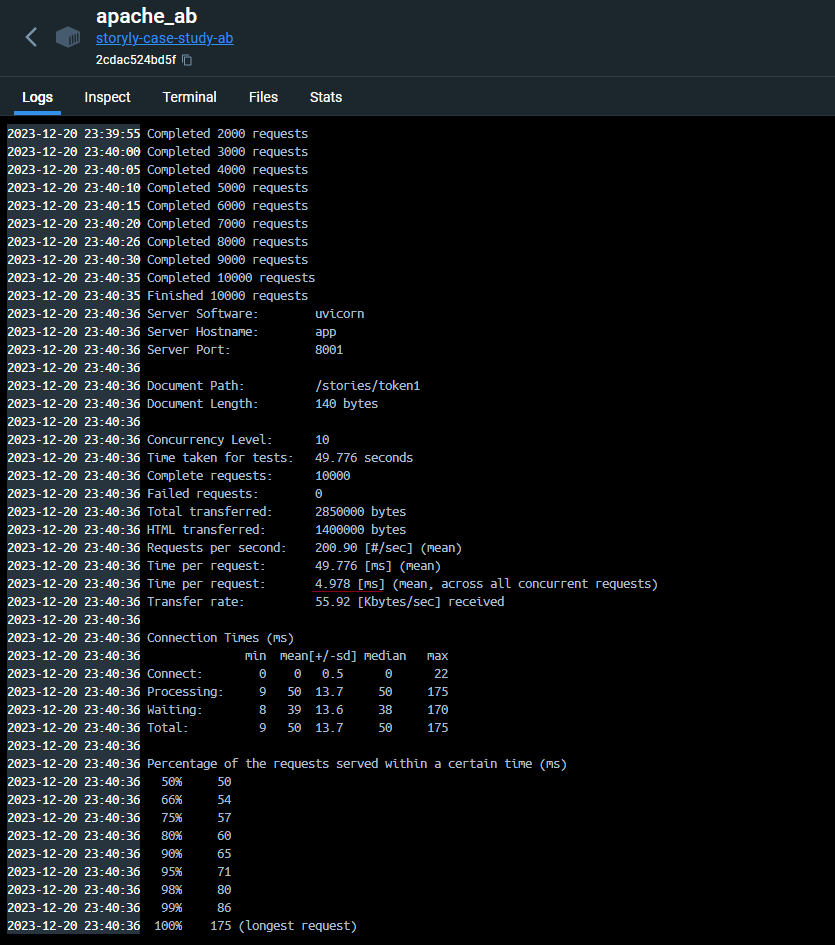 apache_ab
storyly-case-study-ab
2cdac524bd5f
Logs Inspect Terminal Files Stats
2023-12-20 23:39:55 Completed 2000 requests
2023-12-20 23:40:00 Completed 3000 requests
2023-12-20 23:40:05 Completed 4000 requests
2023-12-20 23:40:10 Completed 5000 requests
2023-12-20 23:40:15 Completed 6000 requests
2023-12-20 23:40:20 Completed 7000 requests
2023-12-20 23:40:26 Completed 8000 requests
2023-12-20 23:40:30 Completed 9000 requests
2023-12-20 23:40:35 Completed 10000 requests
2023-12-20 23:40:35 Finished 10000 requests
2023-12-20 23:40:36 Server Software:        uvicorn
2023-12-20 23:40:36 Server Hostname:        app
2023-12-20 23:40:36 Server Port:            8001
2023-12-20 23:40:36
2023-12-20 23:40:36 Document Path:          /stories/token1
2023-12-20 23:40:36 Document Length:        140 bytes
2023-12-20 23:40:36
2023-12-20 23:40:36 Concurrency Level:      10
2023-12-20 23:40:36 Time taken for tests:   49.776 seconds
2023-12-20 23:40:36 Complete requests:      10000
2023-12-20 23:40:36 Failed requests:        0
2023-12-20 23:40:36 Total transferred:      2850000 bytes
2023-12-20 23:40:36 HTML transferred:       1400000 bytes
2023-12-20 23:40:36 Requests per second:    200.90 [#/sec] (mean)
2023-12-20 23:40:36 Time per request:       49.776 [ms] (mean)
2023-12-20 23:40:36 Time per request:       4.978 [ms] (mean, across all concurrent requests)
2023-12-20 23:40:36 Transfer rate:          55.92 [Kbytes/sec] received
2023-12-20 23:40:36
2023-12-20 23:40:36 Connection Times (ms)
2023-12-20 23:40:36               min  mean[+/-sd] median   max
2023-12-20 23:40:36 Connect:        0    0   0.5      0      22
2023-12-20 23:40:36 Processing:     9   50  13.7     50     175
2023-12-20 23:40:36 Waiting:        8   39  13.6     38     170
2023-12-20 23:40:36 Total:          9   50  13.7     50     175
2023-12-20 23:40:36
2023-12-20 23:40:36 Percentage of the requests served within a certain time (ms)
2023-12-20 23:40:36   50%     50
2023-12-20 23:40:36   66%     54
2023-12-20 23:40:36   75%     57
2023-12-20 23:40:36   80%     60
2023-12-20 23:40:36   90%     65
2023-12-20 23:40:36   95%     71
2023-12-20 23:40:36   98%     80
2023-12-20 23:40:36   99%     86
2023-12-20 23:40:36  100%    175 (longest request)